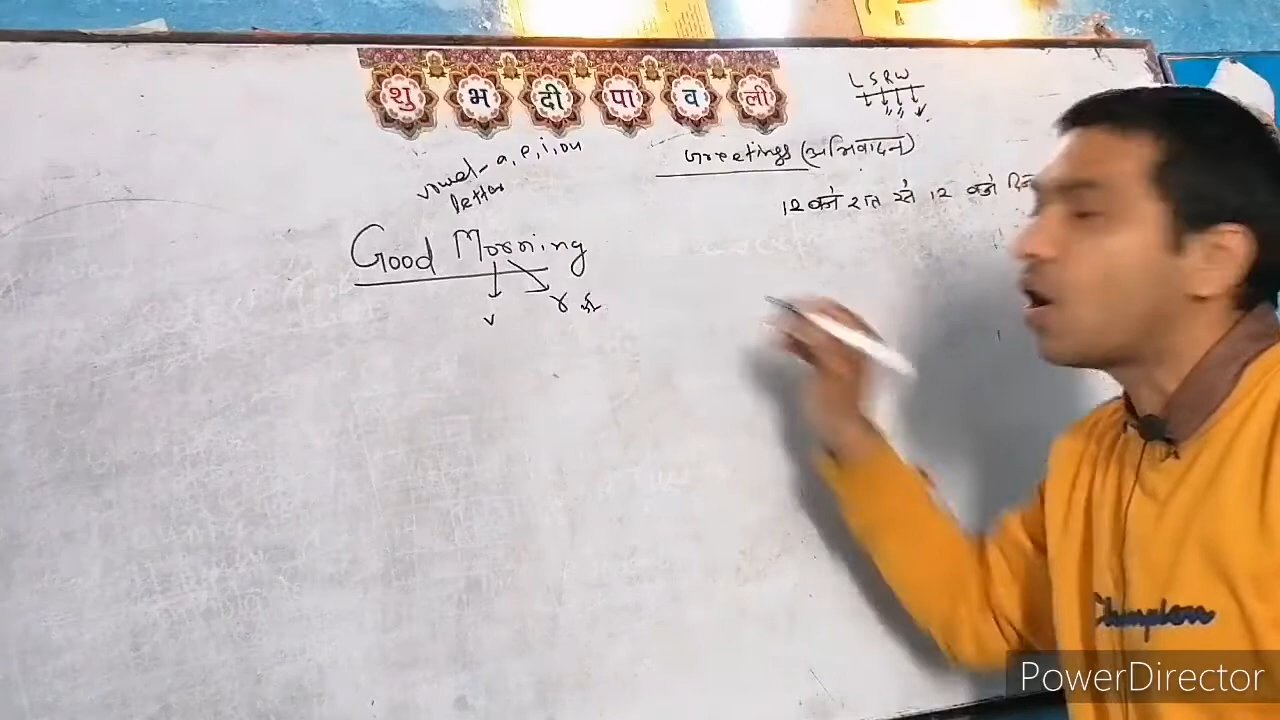 शु भ दी पा व ली
L S R W
Greetings (अभिवादन)
vowel - a, e, i, o u
letter
12 बजे रात से 12 बजे दिन
Good Morning
v
r को
Champion
PowerDirector